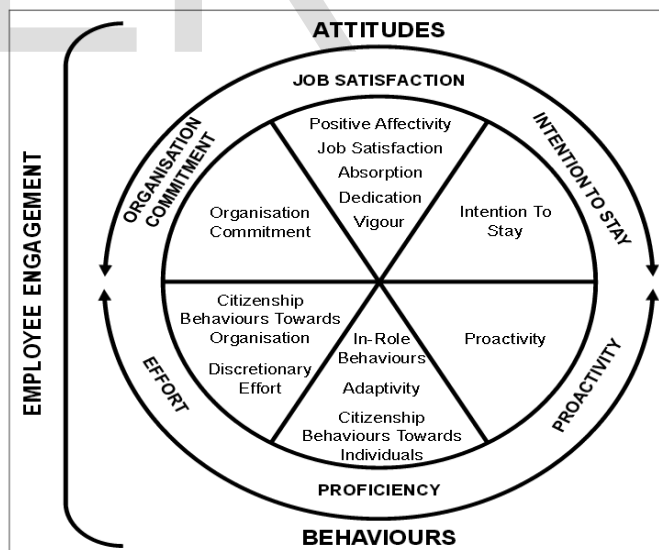 ATTITUDES
JOB SATISFACTION
ORGANISATION
COMMITMENT
INTENTION TO STAY
Positive Affectivity
Job Satisfaction
Absorption
Dedication
Vigour
Organisation
Commitment
Intention To
Stay
EMPLOYEE ENGAGEMENT
Citizenship
Behaviours Towards
Organisation
Discretionary
Effort
In-Role
Behaviours
Adaptivity
Citizenship
Behaviours Towards
Individuals
Proactivity
EFFORT
PROACTIVITY
PROFICIENCY
BEHAVIOURS